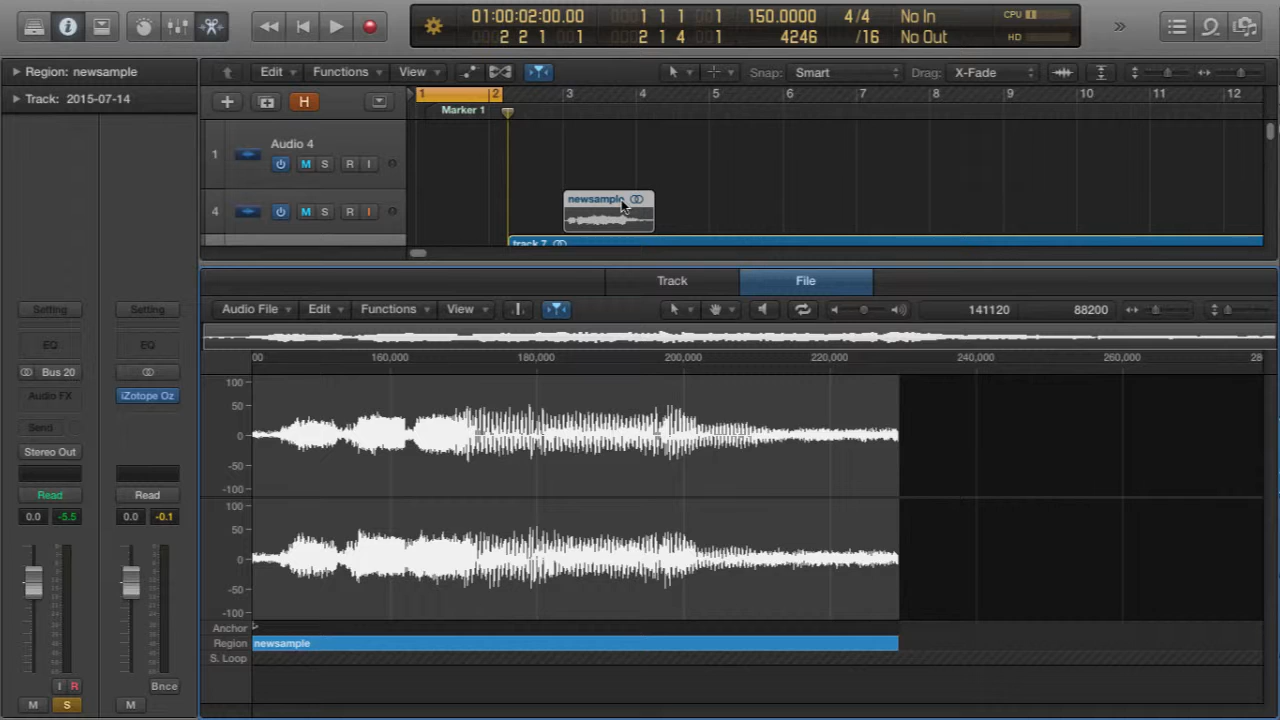 01:00:02:00.00 1 1 1 1 150.0000 4/4 No In CPU
2 2 1 1 2 1 4 1 4246 /16 No Out HD
Region: newsample
Edit Functions View Snap: Smart Drag: X-Fade
Track: 2015-07-14
H
1 2 3 4 5 6 7 8 9 10 11 12
Marker 1
1 Audio 4
M S R I
newsample
4 M S R I
track 7
Track File
Setting Setting
Audio File Edit Functions View 141120 88200
EQ EQ
00 160,000 180,000 200,000 220,000 240,000 260,000 28
Bus 20
Audio FX iZotope Oz
Send
Stereo Out
Read Read
0.0 -5.5 0.0 -0.1
100
50
0
-50
-100
100
50
0
-50
-100
Anchor
Region newsample
S. Loop
I R Bnce
M S M